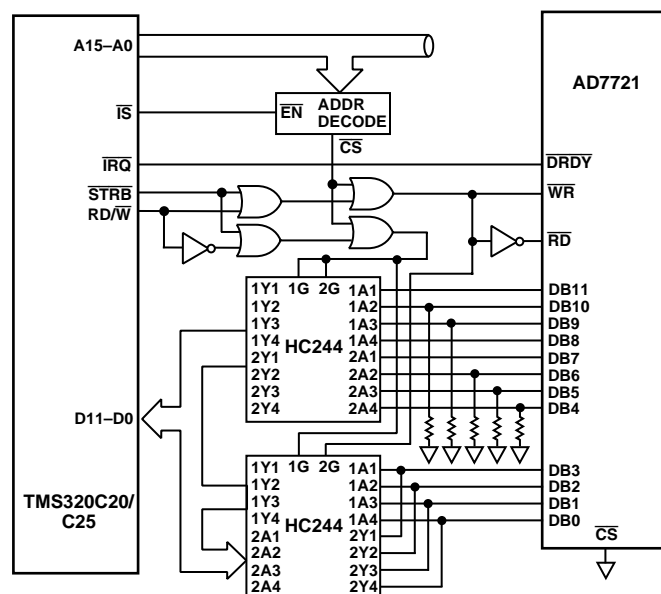 A15–A0
AD7721
IS
EN
ADDR
DECODE
CS
IRQ
DRDY
STRB
WR
RD/W
RD
1G 2G
1Y1 1A1 DB11
1Y2 1A2 DB10
1Y3 1A3 DB9
1Y4 1A4 DB8
HC244
2Y1 2A1 DB7
2Y2 2A2 DB6
2Y3 2A3 DB5
2Y4 2A4 DB4
D11–D0
1G 2G
1Y1 1A1 DB3
1Y2 1A2 DB2
1Y3 1A3 DB1
1Y4 1A4 DB0
HC244
2A1 2Y1
2A2 2Y2
2A3 2Y3
2A4 2Y4
TMS320C20/
C25
CS